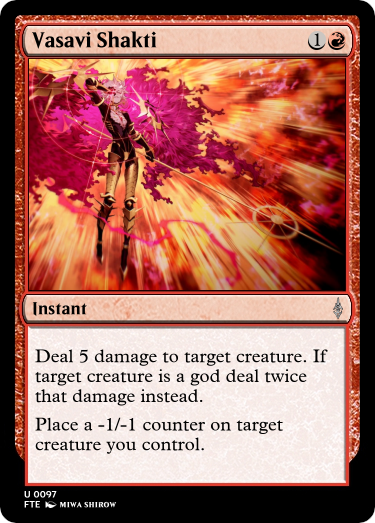 Vasavi Shakti
1
Instant
Deal 5 damage to target creature. If
target creature is a god deal twice
that damage instead.
Place a -1/-1 counter on target
creature you control.
U 0097
FTE MIWA SHIROW